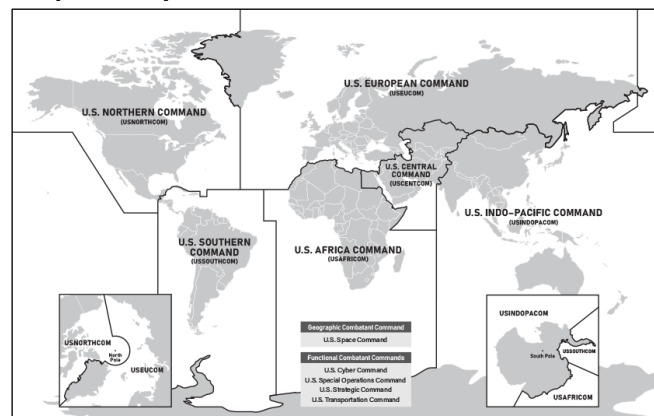 U.S. EUROPEAN COMMAND
(USEUCOM)
U.S. NORTHERN COMMAND
(USNORTHCOM)
U.S. CENTRAL
COMMAND
(USCENTCOM)
U.S. INDO-PACIFIC COMMAND
(USINDOPACOM)
U.S. SOUTHERN
COMMAND
(USSOUTHCOM)
U.S. AFRICA COMMAND
(USAFRICOM)
USNORTHCOM
North
Pole
USEUCOM
Geographic Combatant Command
U.S. Space Command
Functional Combatant Commands
U.S. Cyber Command
U.S. Special Operations Command
U.S. Strategic Command
U.S. Transportation Command
USINDOPACOM
South Pole
USSOUTHCOM
USAFRICOM